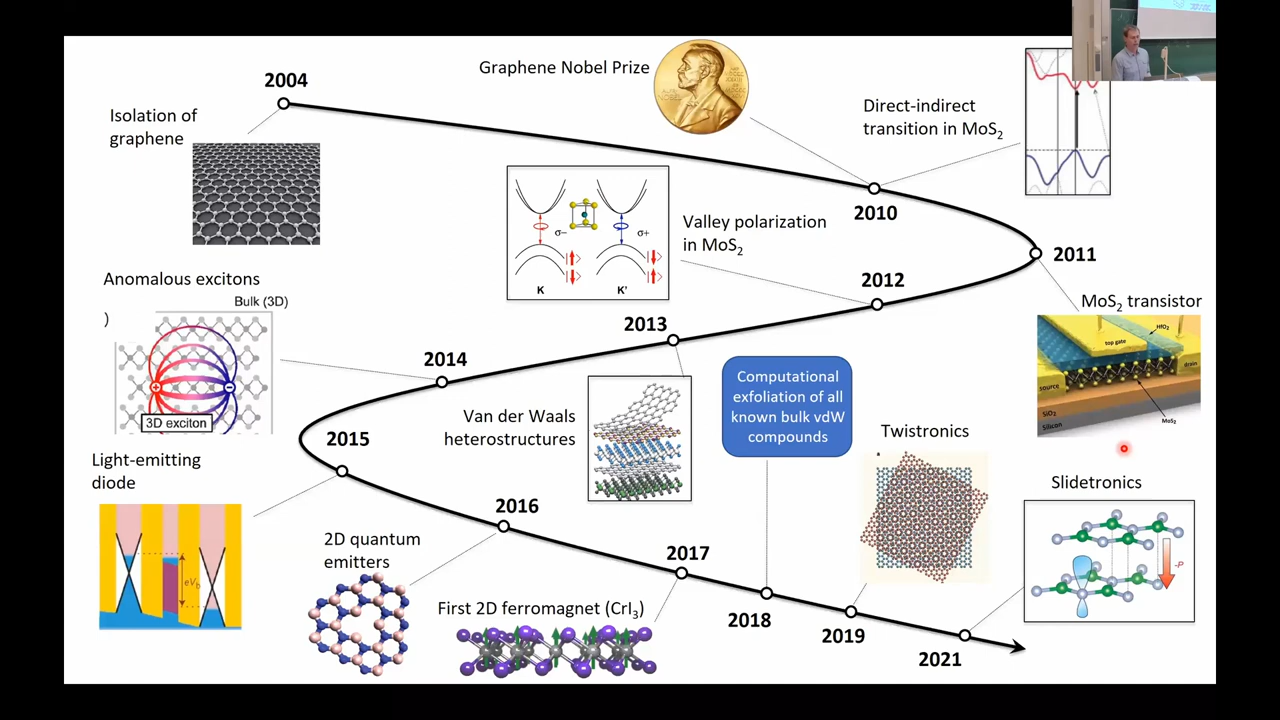 2004
Isolation of
graphene
Graphene Nobel Prize
Direct-indirect
transition in MoS₂
2010
2011
MoS₂ transistor
top gate
HfO₂
source
drain
SiO₂
Silicon
MoS₂
Valley polarization
in MoS₂
σ−
σ+
K
K'
2012
2013
Van der Waals
heterostructures
Anomalous excitons
Bulk (3D)
)
+
−
3D exciton
2014
2015
Light-emitting
diode
eVb
2016
2D quantum
emitters
2017
First 2D ferromagnet (CrI₃)
Computational
exfoliation of all
known bulk vdW
compounds
2018
Twistronics
a
2019
Slidetronics
-P
2021